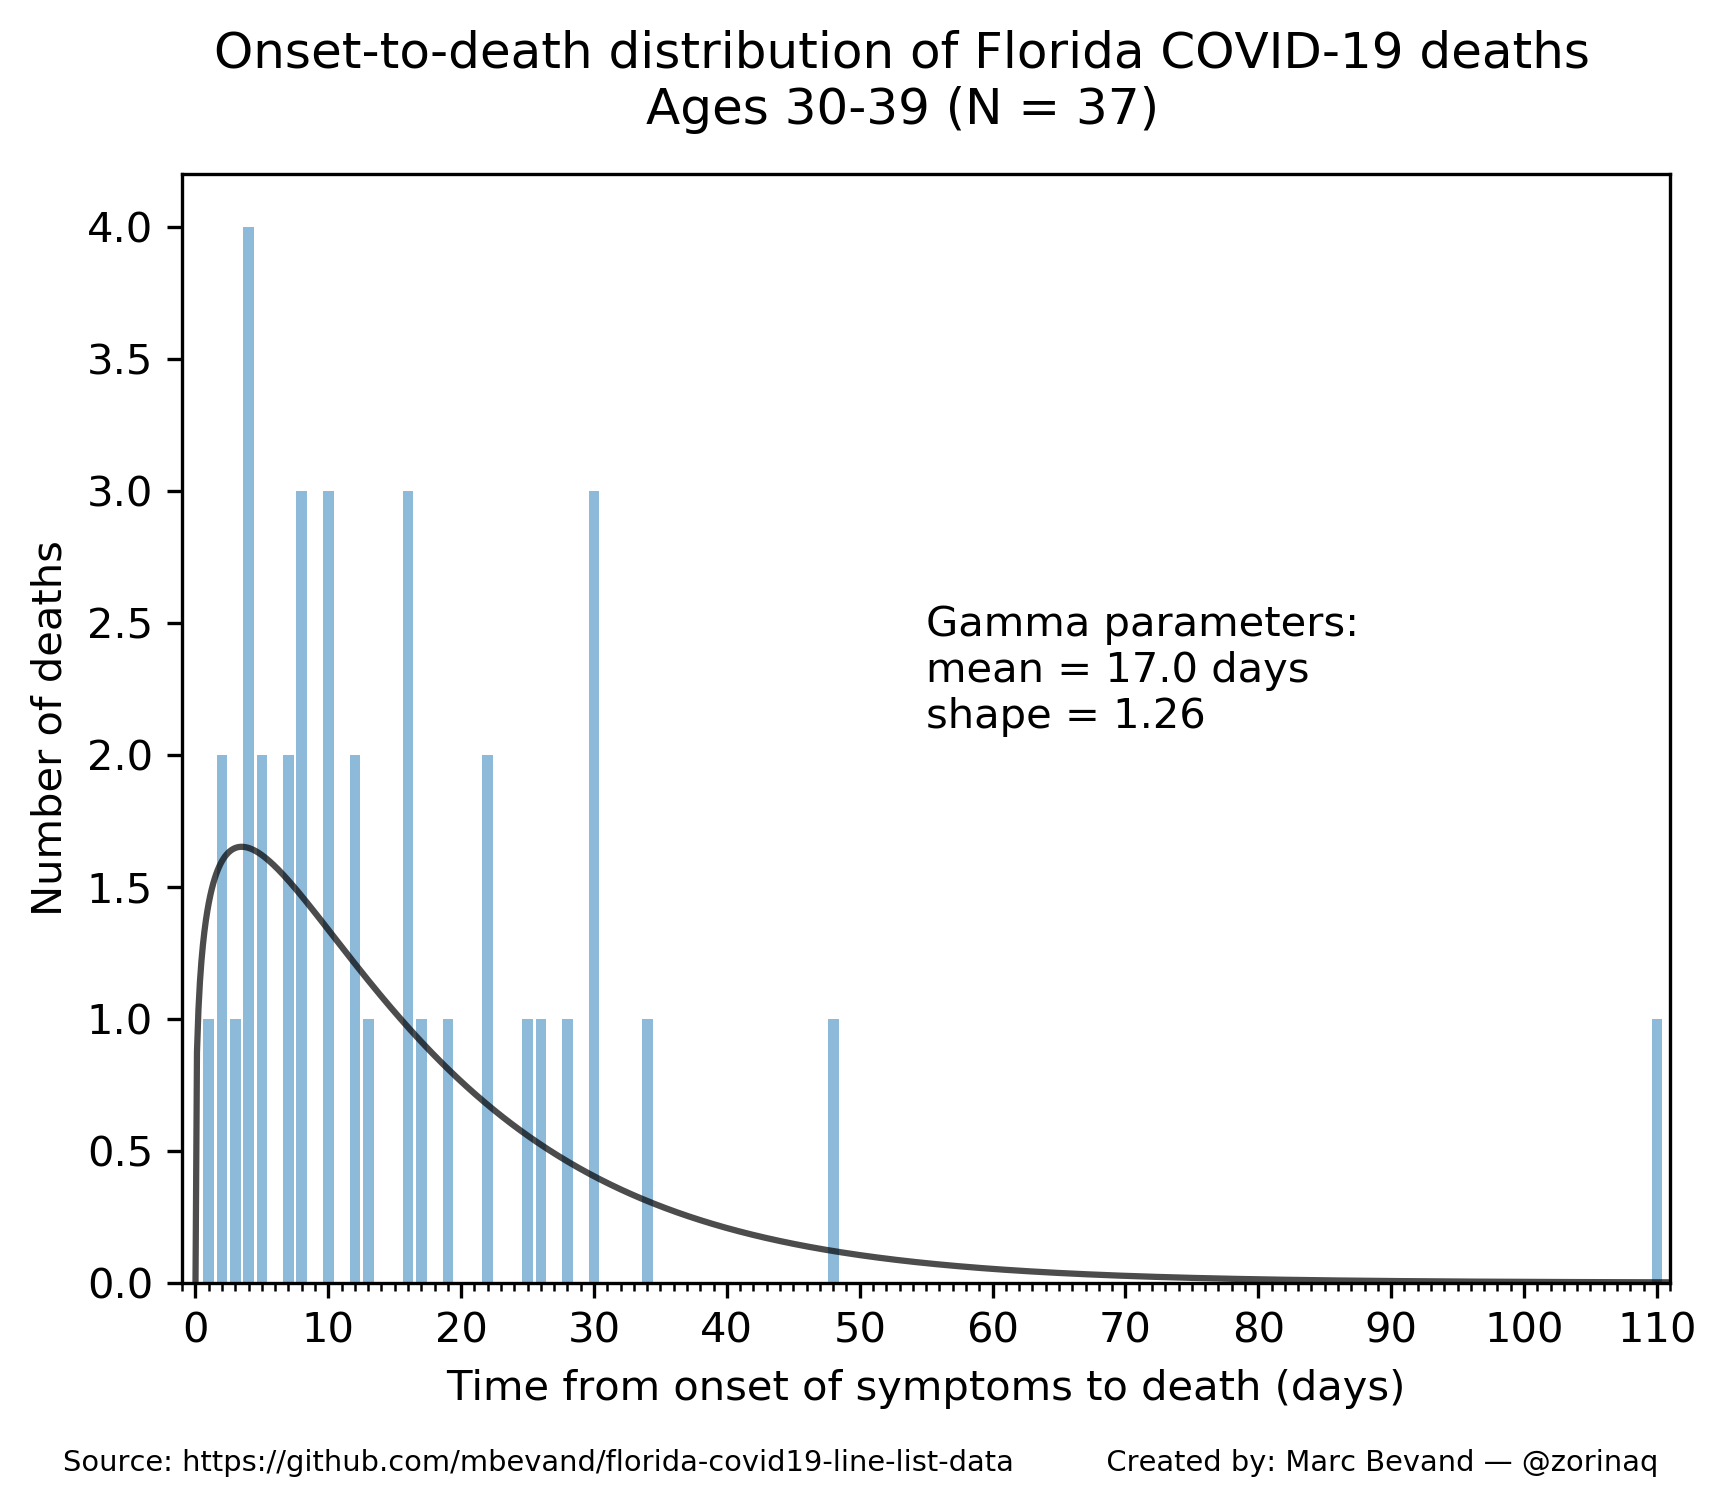 Onset-to-death distribution of Florida COVID-19 deaths
Ages 30-39 (N = 37)
Number of deaths
4.0
3.5
3.0
2.5
2.0
1.5
1.0
0.5
0.0
Gamma parameters:
mean = 17.0 days
shape = 1.26
0 10 20 30 40 50 60 70 80 90 100 110
Time from onset of symptoms to death (days)
Source: https://github.com/mbevand/florida-covid19-line-list-data Created by: Marc Bevand — @zorinaq